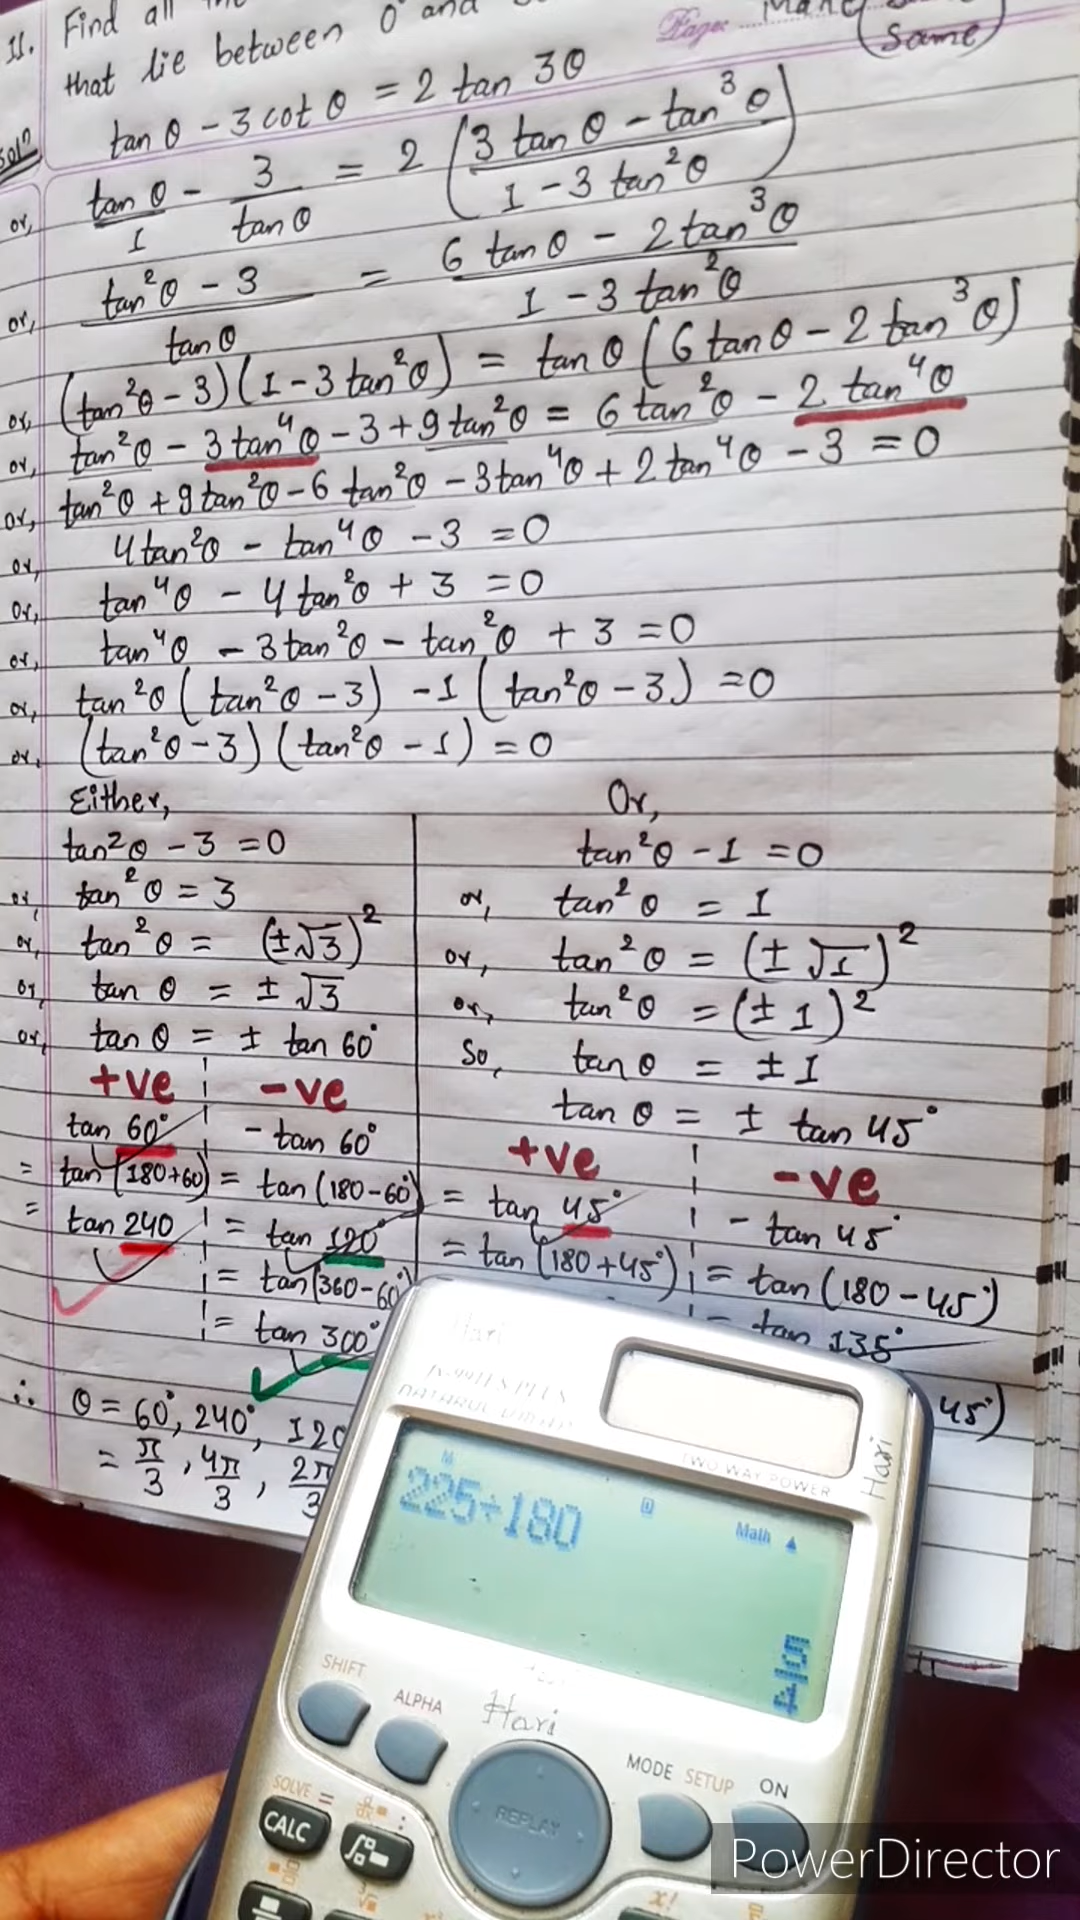 11. Find all
that lie between 0° and
Page:
Same
Solⁿ
tan θ - 3 cot θ = 2 tan 3θ
or, tan θ/1 - 3/tan θ = 2 (3 tan θ - tan³θ / 1 - 3 tan²θ)
or, tan²θ - 3 / tan θ = 6 tan θ - 2 tan³θ / 1 - 3 tan²θ
or, (tan²θ - 3)(1 - 3 tan²θ) = tan θ (6 tan θ - 2 tan³θ)
or, tan²θ - 3 tan⁴θ - 3 + 9 tan²θ = 6 tan²θ - 2 tan⁴θ
or, tan²θ + 9 tan²θ - 6 tan²θ - 3 tan⁴θ + 2 tan⁴θ - 3 = 0
or, 4 tan²θ - tan⁴θ - 3 = 0
or, tan⁴θ - 4 tan²θ + 3 = 0
or, tan⁴θ - 3 tan²θ - tan²θ + 3 = 0
or, tan²θ (tan²θ - 3) - 1 (tan²θ - 3) = 0
or, (tan²θ - 3) (tan²θ - 1) = 0
Either,
tan²θ - 3 = 0
or, tan²θ = 3
or, tan²θ = (±√3)²
or, tan θ = ± √3
or, tan θ = ± tan 60°
+ve
tan 60°
= tan (180+60)
= tan 240
-ve
- tan 60°
= tan (180-60°)
= tan 120°
= tan (360-60°)
= tan 300°
Or,
tan²θ - 1 = 0
or, tan²θ = 1
or, tan²θ = (± √1)²
or, tan²θ = (± 1)²
So, tan θ = ± 1
tan θ = ± tan 45°
+ve
= tan 45°
= tan (180+45°)
-ve
- tan 45°
= tan (180-45°)
= tan 135°
45°)
∴ θ = 60°, 240°, 120
= π/3, 4π/3, 2π/3
Hari
TWO WAY POWER
Hari
M D Math ▲
225÷180
5/4
SHIFT
ALPHA
Hari
MODE SETUP ON
REPLAY
SOLVE =
CALC
x!
PowerDirector